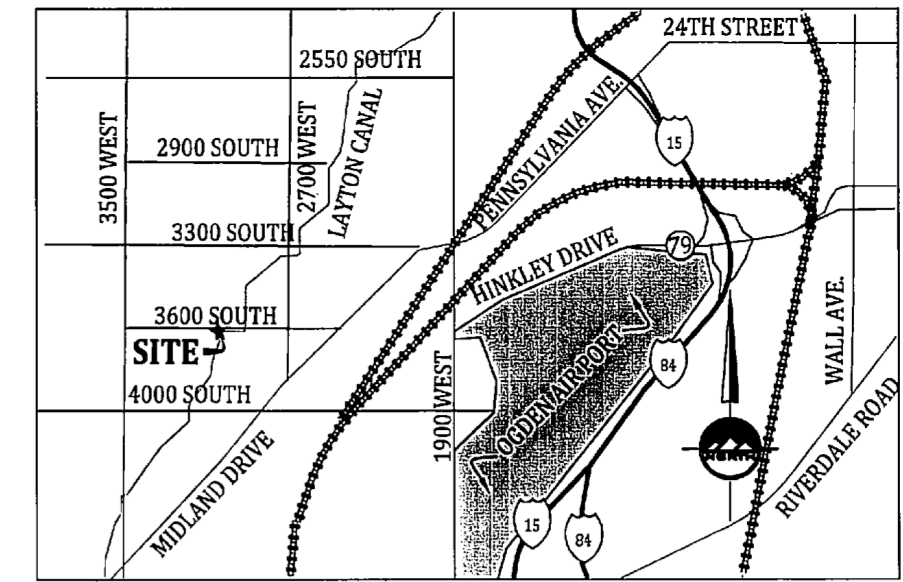 24TH STREET
2550 SOUTH
PENNSYLVANIA AVE.
3500 WEST
2700 WEST
LAYTON CANAL
2900 SOUTH
15
3300 SOUTH
HINKLEY DRIVE
79
3600 SOUTH
SITE
OGDEN AIRPORT
84
WALL AVE.
4000 SOUTH
1900 WEST
MIDLAND DRIVE
NORTH
RIVERDALE ROAD
15
84